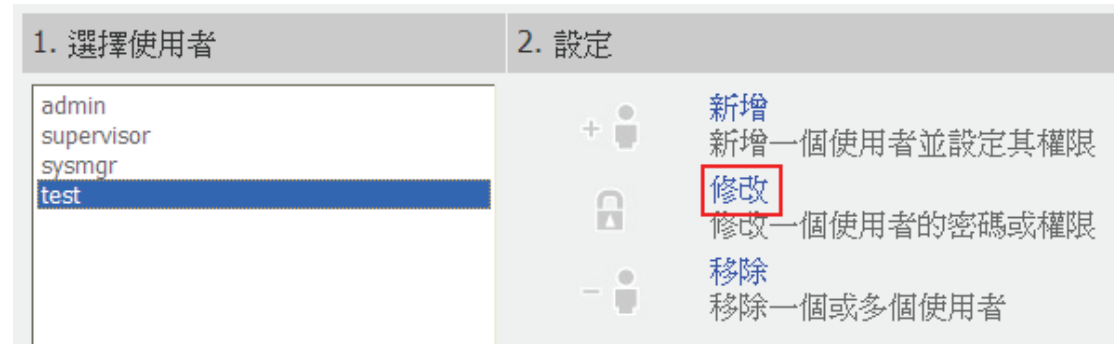 1. 選擇使用者
2. 設定
admin
supervisor
sysmgr
test
新增
新增一個使用者並設定其權限
修改
修改一個使用者的密碼或權限
移除
移除一個或多個使用者